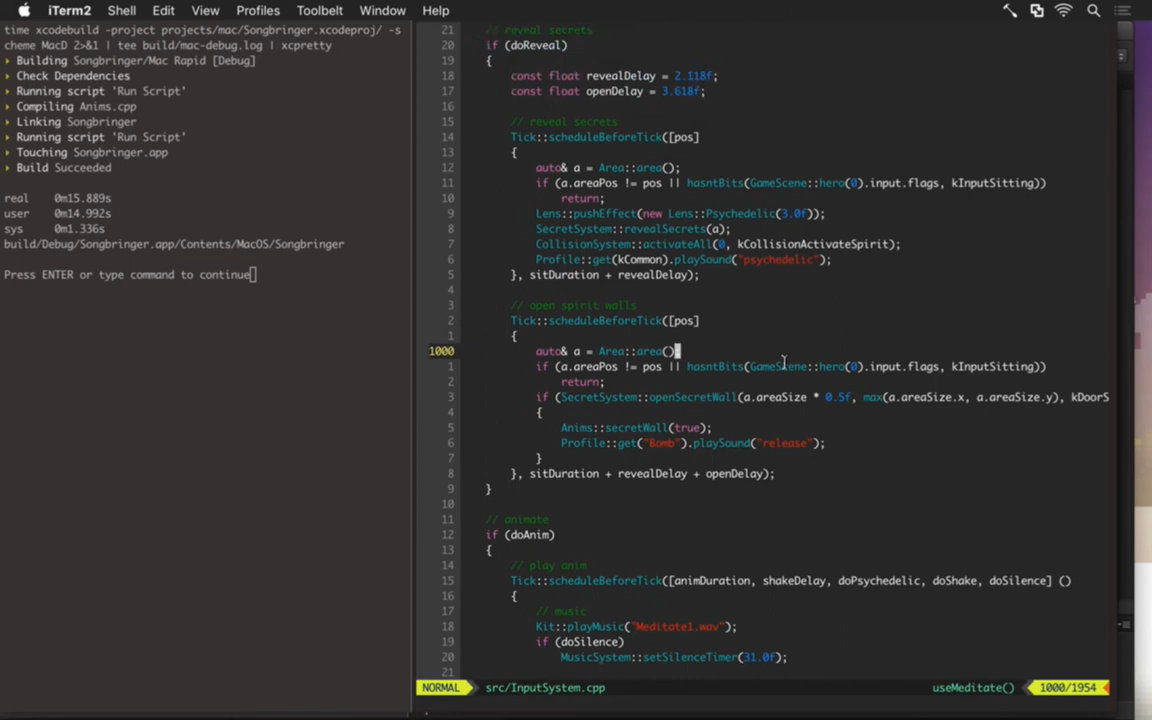 iTerm2 Shell Edit View Profiles Toolbelt Window Help
time xcodebuild -project projects/mac/Songbringer.xcodeproj/ -s
cheme MacD 2>&1 | tee build/mac-debug.log | xcpretty
Building Songbringer/Mac Rapid [Debug]
Check Dependencies
Running script 'Run Script'
Compiling Anims.cpp
Linking Songbringer
Running script 'Run Script'
Touching Songbringer.app
Build Succeeded
real 0m15.889s
user 0m14.992s
sys 0m1.336s
build/Debug/Songbringer.app/Contents/MacOS/Songbringer
Press ENTER or type command to continue
21 // reveal secrets
20 if (doReveal)
19 {
18 const float revealDelay = 2.118f;
17 const float openDelay = 3.618f;
16
15 // reveal secrets
14 Tick::scheduleBeforeTick([pos]
13 {
12 auto& a = Area::area();
11 if (a.areaPos != pos || hasntBits(GameScene::hero(0).input.flags, kInputSitting))
10 return;
9 Lens::pushEffect(new Lens::Psychedelic(3.0f));
8 SecretSystem::revealSecrets(a);
7 CollisionSystem::activateAll(0, kCollisionActivateSpirit);
6 Profile::get(kCommon).playSound("psychedelic");
5 }, sitDuration + revealDelay);
4
3 // open spirit walls
2 Tick::scheduleBeforeTick([pos]
1 {
1000 auto& a = Area::area();
1 if (a.areaPos != pos || hasntBits(GameScene::hero(0).input.flags, kInputSitting))
2 return;
3 if (SecretSystem::openSecretWall(a.areaSize * 0.5f, max(a.areaSize.x, a.areaSize.y), kDoorS
4 {
5 Anims::secretWall(true);
6 Profile::get("Bomb").playSound("release");
7 }
8 }, sitDuration + revealDelay + openDelay);
9 }
10
11 // animate
12 if (doAnim)
13 {
14 // play anim
15 Tick::scheduleBeforeTick([animDuration, shakeDelay, doPsychedelic, doShake, doSilence] ()
16 {
17 // music
18 Kit::playMusic("Meditate1.wav");
19 if (doSilence)
20 MusicSystem::setSilenceTimer(31.0f);
21
NORMAL src/InputSystem.cpp useMeditate() 1000/1954